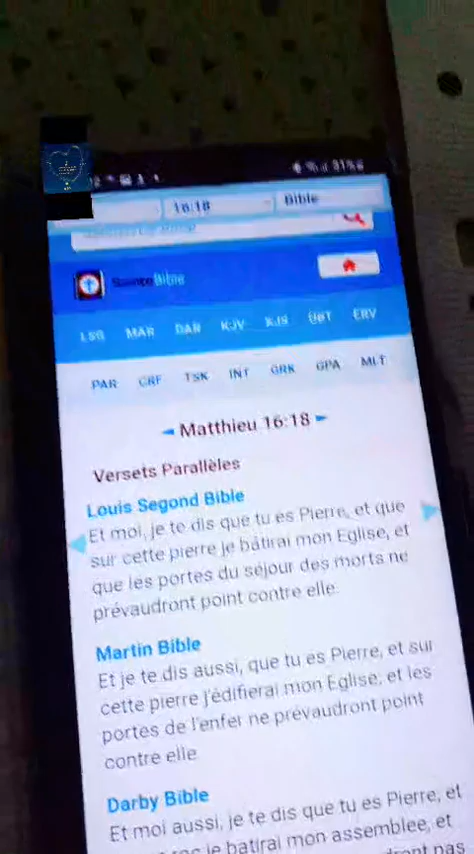 31%
16:18 Bible
SainteBible
LSG MAR DAR KJV KJS ERV
PAR CRF TSK INT GRK GPA MLT
Matthieu 16:18
Versets Parallèles
Louis Segond Bible
Et moi, je te dis que tu es Pierre, et que
sur cette pierre je bâtirai mon Eglise, et
que les portes du séjour des morts ne
prévaudront point contre elle.
Martin Bible
Et je te dis aussi, que tu es Pierre, et sur
cette pierre j'édifierai mon Eglise; et les
portes de l'enfer ne prévaudront point
contre elle
Darby Bible
Et moi aussi, je te dis que tu es Pierre, et
je batirai mon assemblee, et
pas